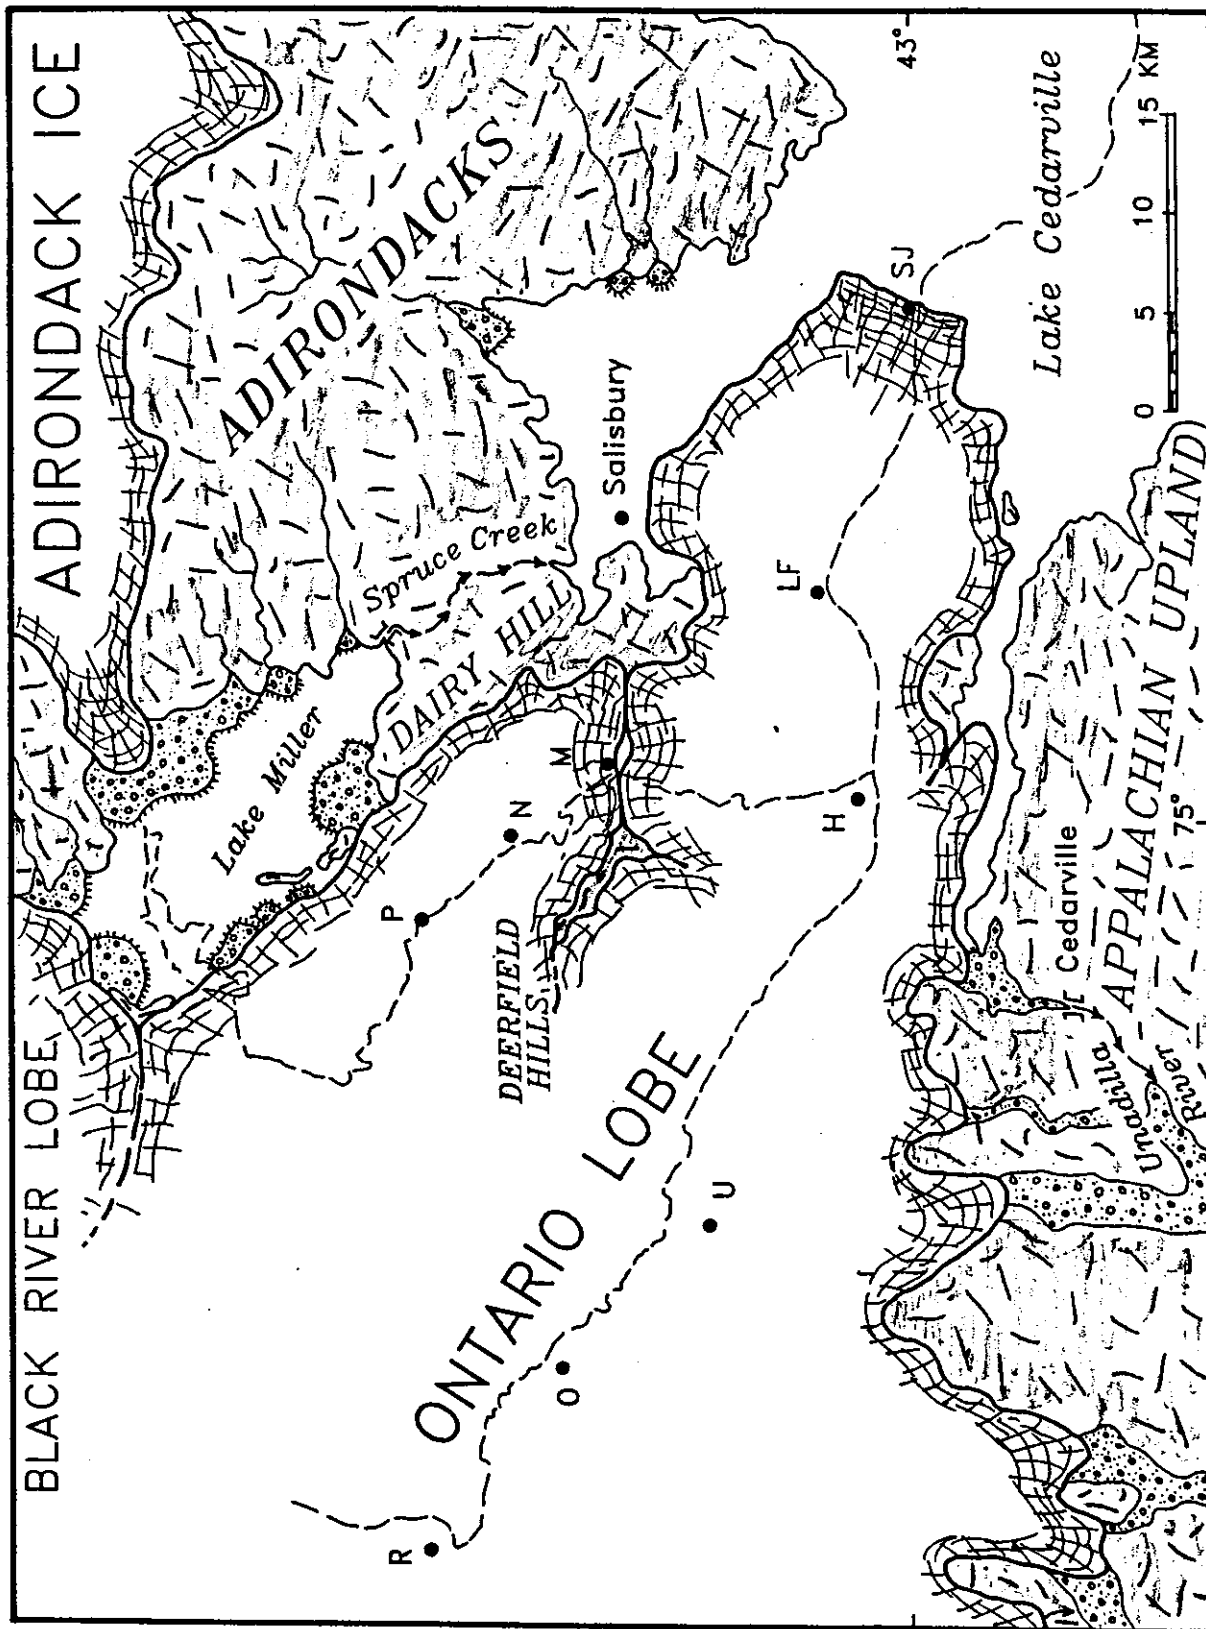 BLACK RIVER LOBE
ADIRONDACK ICE
ADIRONDACKS
Lake Miller
Spruce Creek
DAIRY HILL
Salisbury
P
N
M
DEERFIELD
HILLS
R
O
U
ONTARIO LOBE
H
LF
SJ
43°
Lake Cedarville
Cedarville
Unadilla
River
APPALACHIAN UPLAND
75°
0 5 10 15
KM